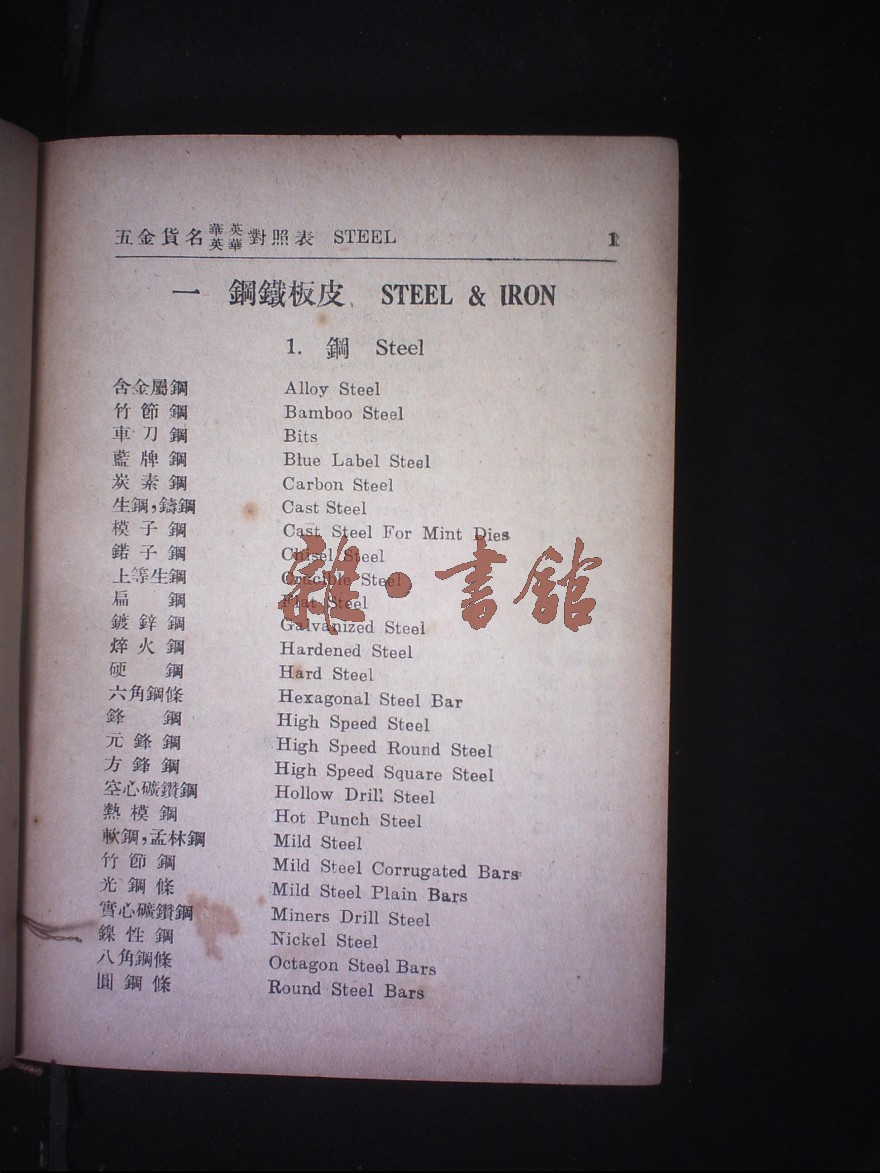 五金貨名華英英華對照表 STEEL 1
一 鋼鐵板皮 STEEL & IRON
1. 鋼 Steel
含金屬鋼 Alloy Steel
竹節鋼 Bamboo Steel
車刀鋼 Bits
藍牌鋼 Blue Label Steel
炭素鋼 Carbon Steel
生鋼,鑄鋼 Cast Steel
模子鋼 Cast Steel For Mint Dies
鍩子鋼 Chisel Steel
上等生鋼 Crucible Steel
扁鋼 Flat Steel
鍍鋅鋼 Galvanized Steel
焠火鋼 Hardened Steel
硬鋼 Hard Steel
六角鋼條 Hexagonal Steel Bar
鋒鋼 High Speed Steel
元鋒鋼 High Speed Round Steel
方鋒鋼 High Speed Square Steel
空心礦鑽鋼 Hollow Drill Steel
熱模鋼 Hot Punch Steel
軟鋼,孟林鋼 Mild Steel
竹節鋼 Mild Steel Corrugated Bars
光鋼條 Mild Steel Plain Bars
實心礦鑽鋼 Miners Drill Steel
鎳性鋼 Nickel Steel
八角鋼條 Octagon Steel Bars
圓鋼條 Round Steel Bars
雜·書館